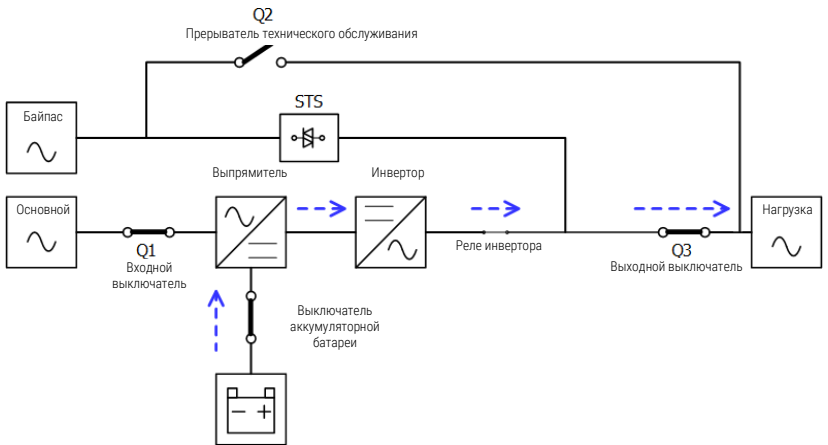 Q2
Прерыватель технического обслуживания
Байпас
STS
Выпрямитель
Инвертор
Основной
Нагрузка
Q1
Входной
выключатель
Реле инвертора
Q3
Выходной выключатель
Выключатель
аккумуляторной
батареи